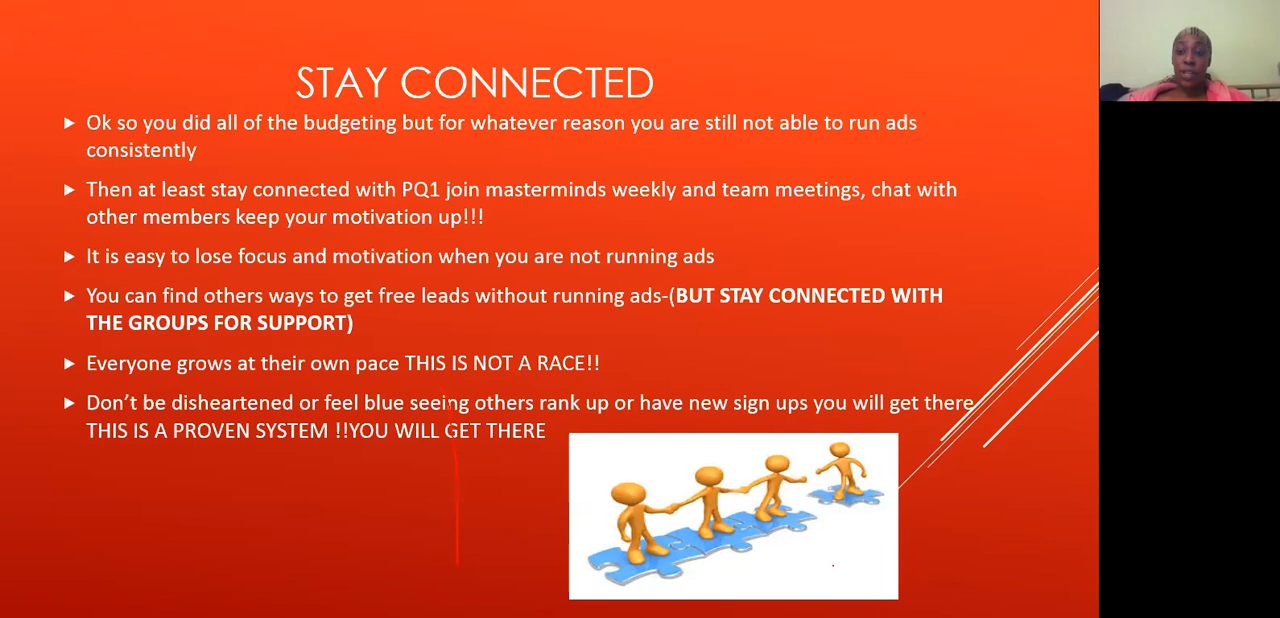 STAY CONNECTED
Ok so you did all of the budgeting but for whatever reason you are still not able to run ads
consistently
Then at least stay connected with PQ1 join masterminds weekly and team meetings, chat with
other members keep your motivation up!!!
It is easy to lose focus and motivation when you are not running ads
You can find others ways to get free leads without running ads-(BUT STAY CONNECTED WITH
THE GROUPS FOR SUPPORT)
Everyone grows at their own pace THIS IS NOT A RACE!!
Don’t be disheartened or feel blue seeing others rank up or have new sign ups you will get there
THIS IS A PROVEN SYSTEM !!YOU WILL GET THERE